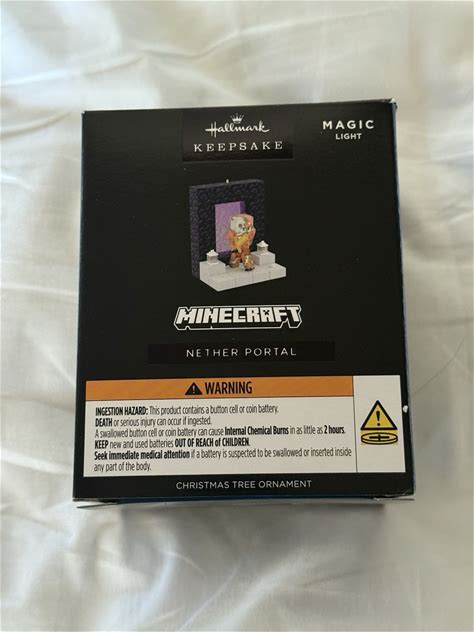 Hallmark
KEEPSAKE
MAGIC
LIGHT
MINECRAFT
NETHER PORTAL
WARNING
INGESTION HAZARD: This product contains a button cell or coin battery.
DEATH or serious injury can occur if ingested.
A swallowed button cell or coin battery can cause Internal Chemical Burns in as little as 2 hours.
KEEP new and used batteries OUT OF REACH of CHILDREN.
Seek immediate medical attention if a battery is suspected to be swallowed or inserted inside
any part of the body.
CHRISTMAS TREE ORNAMENT